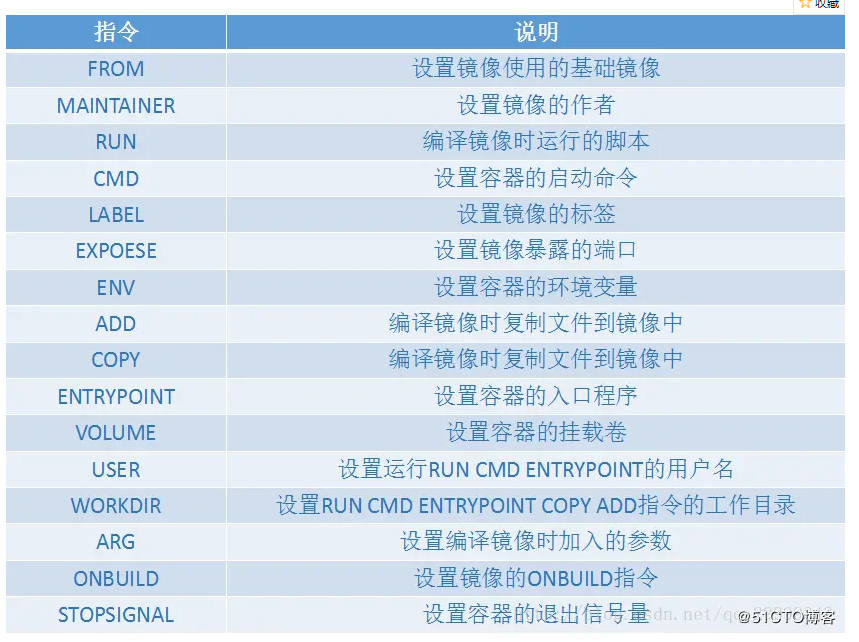 收藏
指令 说明
FROM 设置镜像使用的基础镜像
MAINTAINER 设置镜像的作者
RUN 编译镜像时运行的脚本
CMD 设置容器的启动命令
LABEL 设置镜像的标签
EXPOESE 设置镜像暴露的端口
ENV 设置容器的环境变量
ADD 编译镜像时复制文件到镜像中
COPY 编译镜像时复制文件到镜像中
ENTRYPOINT 设置容器的入口程序
VOLUME 设置容器的挂载卷
USER 设置运行RUN CMD ENTRYPOINT的用户名
WORKDIR 设置RUN CMD ENTRYPOINT COPY ADD指令的工作目录
ARG 设置编译镜像时加入的参数
ONBUILD 设置镜像的ONBUILD指令
STOPSIGNAL 设置容器的退出信号量
@51CTO博客